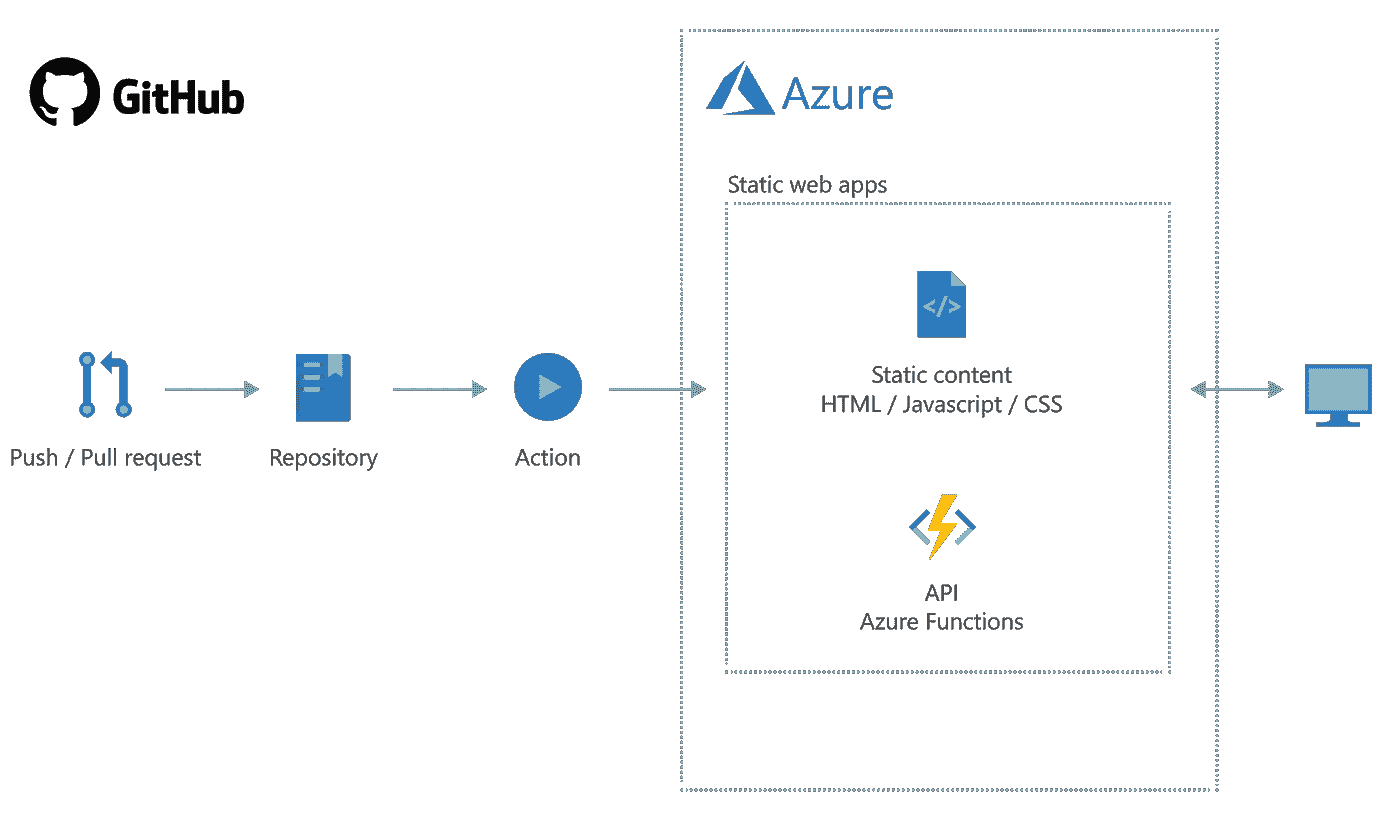 GitHub
Azure
Static web apps
</>
Static content
HTML / Javascript / CSS
Push / Pull request
Repository
Action
API
Azure Functions